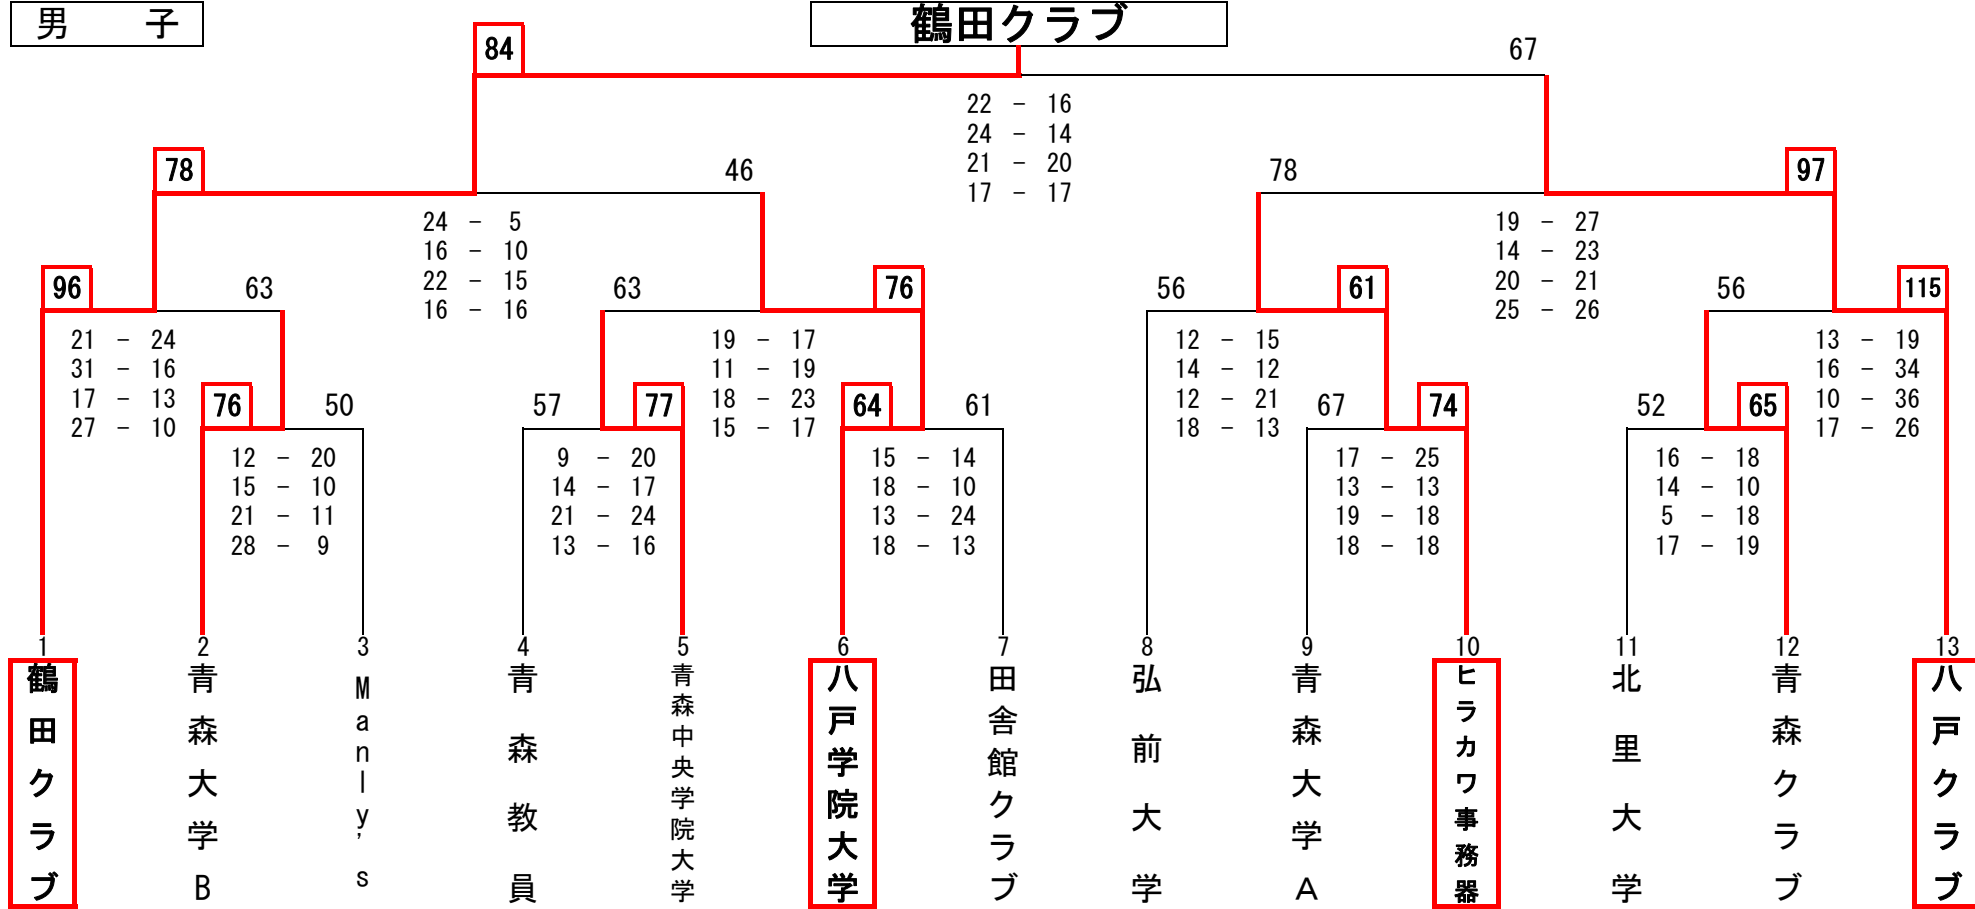 男　子
鶴田クラブ
84
67
22 － 16
24 － 14
21 － 20
17 － 17
78
46
78
97
24 － 5
16 － 10
22 － 15
16 － 16
19 － 27
14 － 23
20 － 21
25 － 26
96
63
63
76
56
61
56
115
21 － 24
31 － 16
17 － 13
27 － 10
19 － 17
11 － 19
18 － 23
15 － 17
12 － 15
14 － 12
12 － 21
18 － 13
13 － 19
16 － 34
10 － 36
17 － 26
76
50
57
77
64
61
67
74
52
65
12 － 20
15 － 10
21 － 11
28 － 9
9 － 20
14 － 17
21 － 24
13 － 16
15 － 14
18 － 10
13 － 24
18 － 13
17 － 25
13 － 13
19 － 18
18 － 18
16 － 18
14 － 10
5 － 18
17 － 19
1
鶴田クラブ
2
青森大学B
3
Manly's
4
青森教員
5
青森中央学院大学
6
八戸学院大学
7
田舎館クラブ
8
弘前大学
9
青森大学A
10
ヒラカワ事務器
11
北里大学
12
青森クラブ
13
八戸クラブ